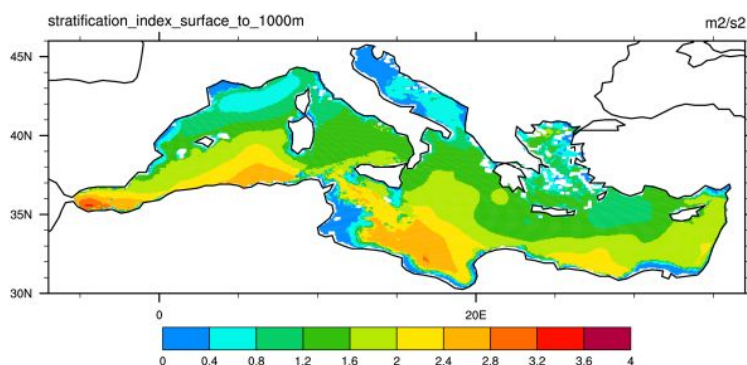 stratification_index_surface_to_1000m m2/s2
45N
40N
35N
30N
0 20E
0 0.4 0.8 1.2 1.6 2 2.4 2.8 3.2 3.6 4